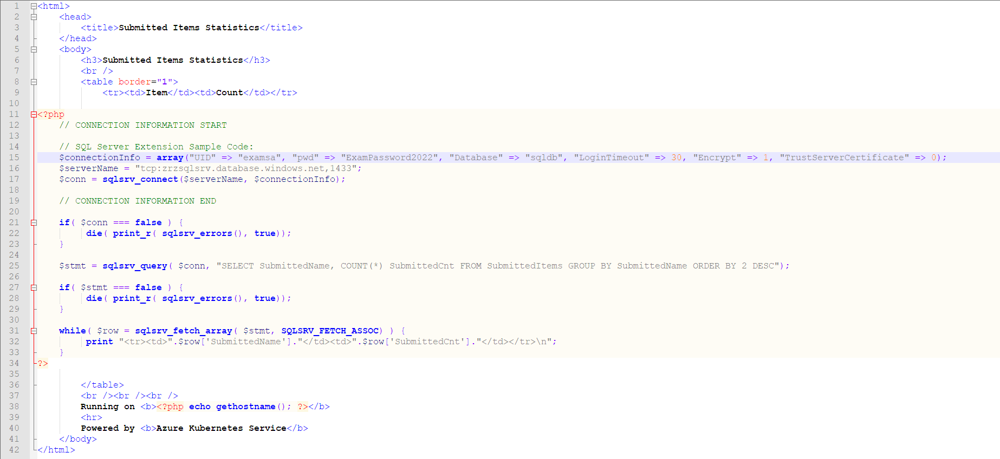 1 <html>
2 <head>
3 <title>Submitted Items Statistics</title>
4 </head>
5 <body>
6 <h3>Submitted Items Statistics</h3>
7 <br />
8 <table border="1">
9 <tr><td>Item</td><td>Count</td></tr>
10
11 <?php
12 // CONNECTION INFORMATION START
13
14 // SQL Server Extension Sample Code:
15 $connectionInfo = array("UID" => "examsa", "pwd" => "ExamPassword2022", "Database" => "sqldb", "LoginTimeout" => 30, "Encrypt" => 1, "TrustServerCertificate" => 0);
16 $serverName = "tcp:zrzsqlsrv.database.windows.net,1433";
17 $conn = sqlsrv_connect($serverName, $connectionInfo);
18
19 // CONNECTION INFORMATION END
20
21 if( $conn === false ) {
22 die( print_r( sqlsrv_errors(), true));
23 }
24
25 $stmt = sqlsrv_query( $conn, "SELECT SubmittedName, COUNT(*) SubmittedCnt FROM SubmittedItems GROUP BY SubmittedName ORDER BY 2 DESC");
26
27 if( $stmt === false ) {
28 die( print_r( sqlsrv_errors(), true));
29 }
30
31 while( $row = sqlsrv_fetch_array( $stmt, SQLSRV_FETCH_ASSOC) ) {
32 print "<tr><td>".$row['SubmittedName']."</td><td>".$row['SubmittedCnt']."</td></tr>\n";
33 }
34 ?>
35
36 </table>
37 <br /><br /><br />
38 Running on <b><?php echo gethostname(); ?></b>
39 <hr>
40 Powered by <b>Azure Kubernetes Service</b>
41 </body>
42 </html>